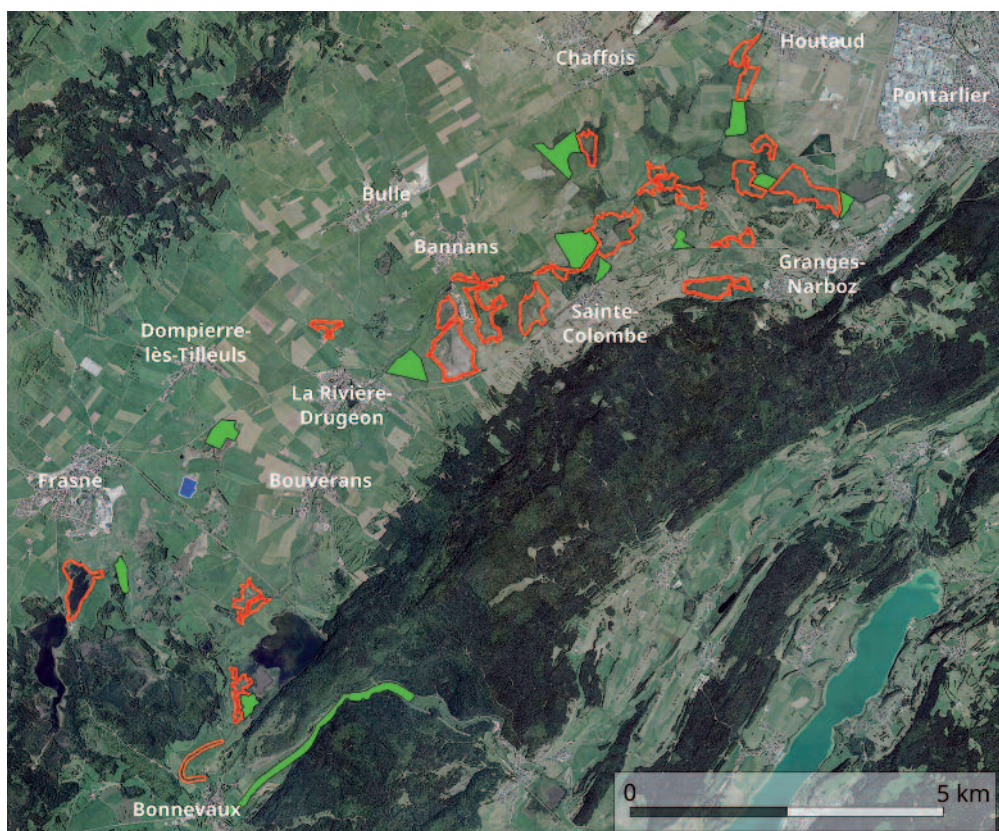 Chaffois
Houtaud
Pontarlier
Bulle
Bannans
Granges-
Narboz
Sainte-
Colombe
Dompierre-
lès-Tilleuls
La Rivière-
Drugeon
Frasne
Bouverans
Bonnevaux
0 5 km